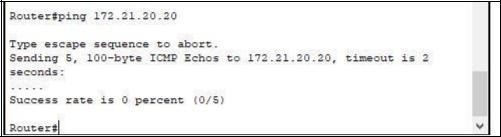 Router#ping 172.21.20.20
Type escape sequence to abort.
Sending 5, 100-byte ICMP Echos to 172.21.20.20, timeout is 2
seconds:
.....
Success rate is 0 percent (0/5)
Router#